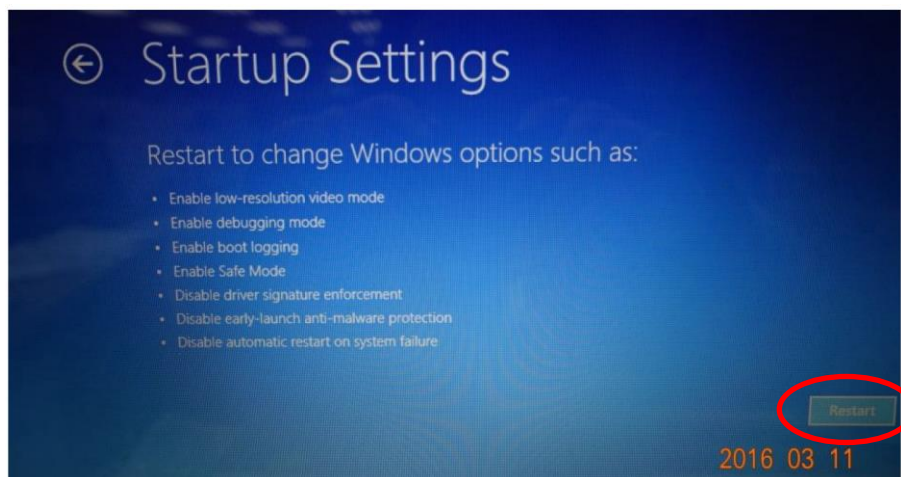 Startup Settings
Restart to change Windows options such as:
• Enable low-resolution video mode
• Enable debugging mode
• Enable boot logging
• Enable Safe Mode
• Disable driver signature enforcement
• Disable early-launch anti-malware protection
• Disable automatic restart on system failure
Restart
2016 03 11